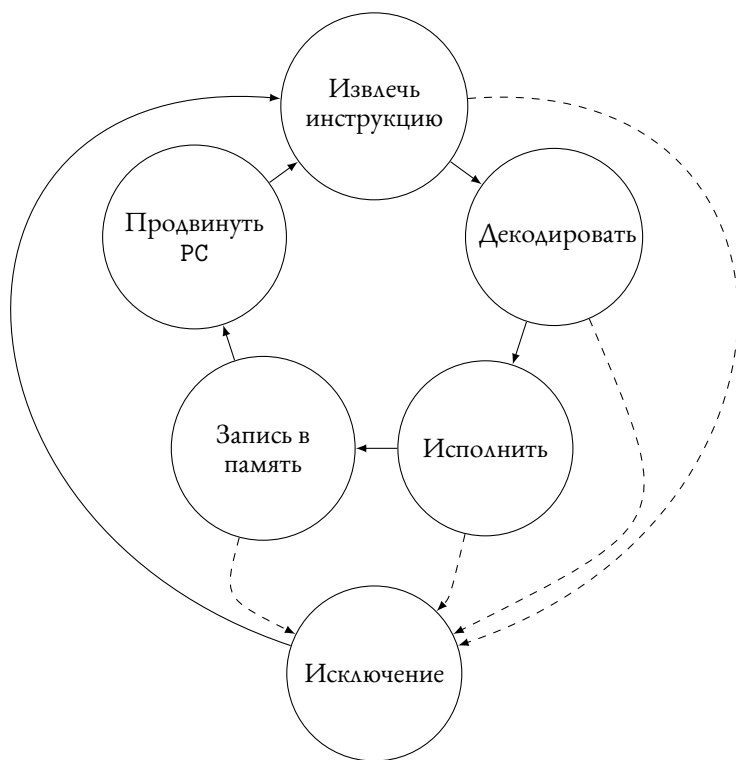 Извлечь
инструкцию
Продвинуть
PC
Декодировать
Запись в
память
Исполнить
Исключение